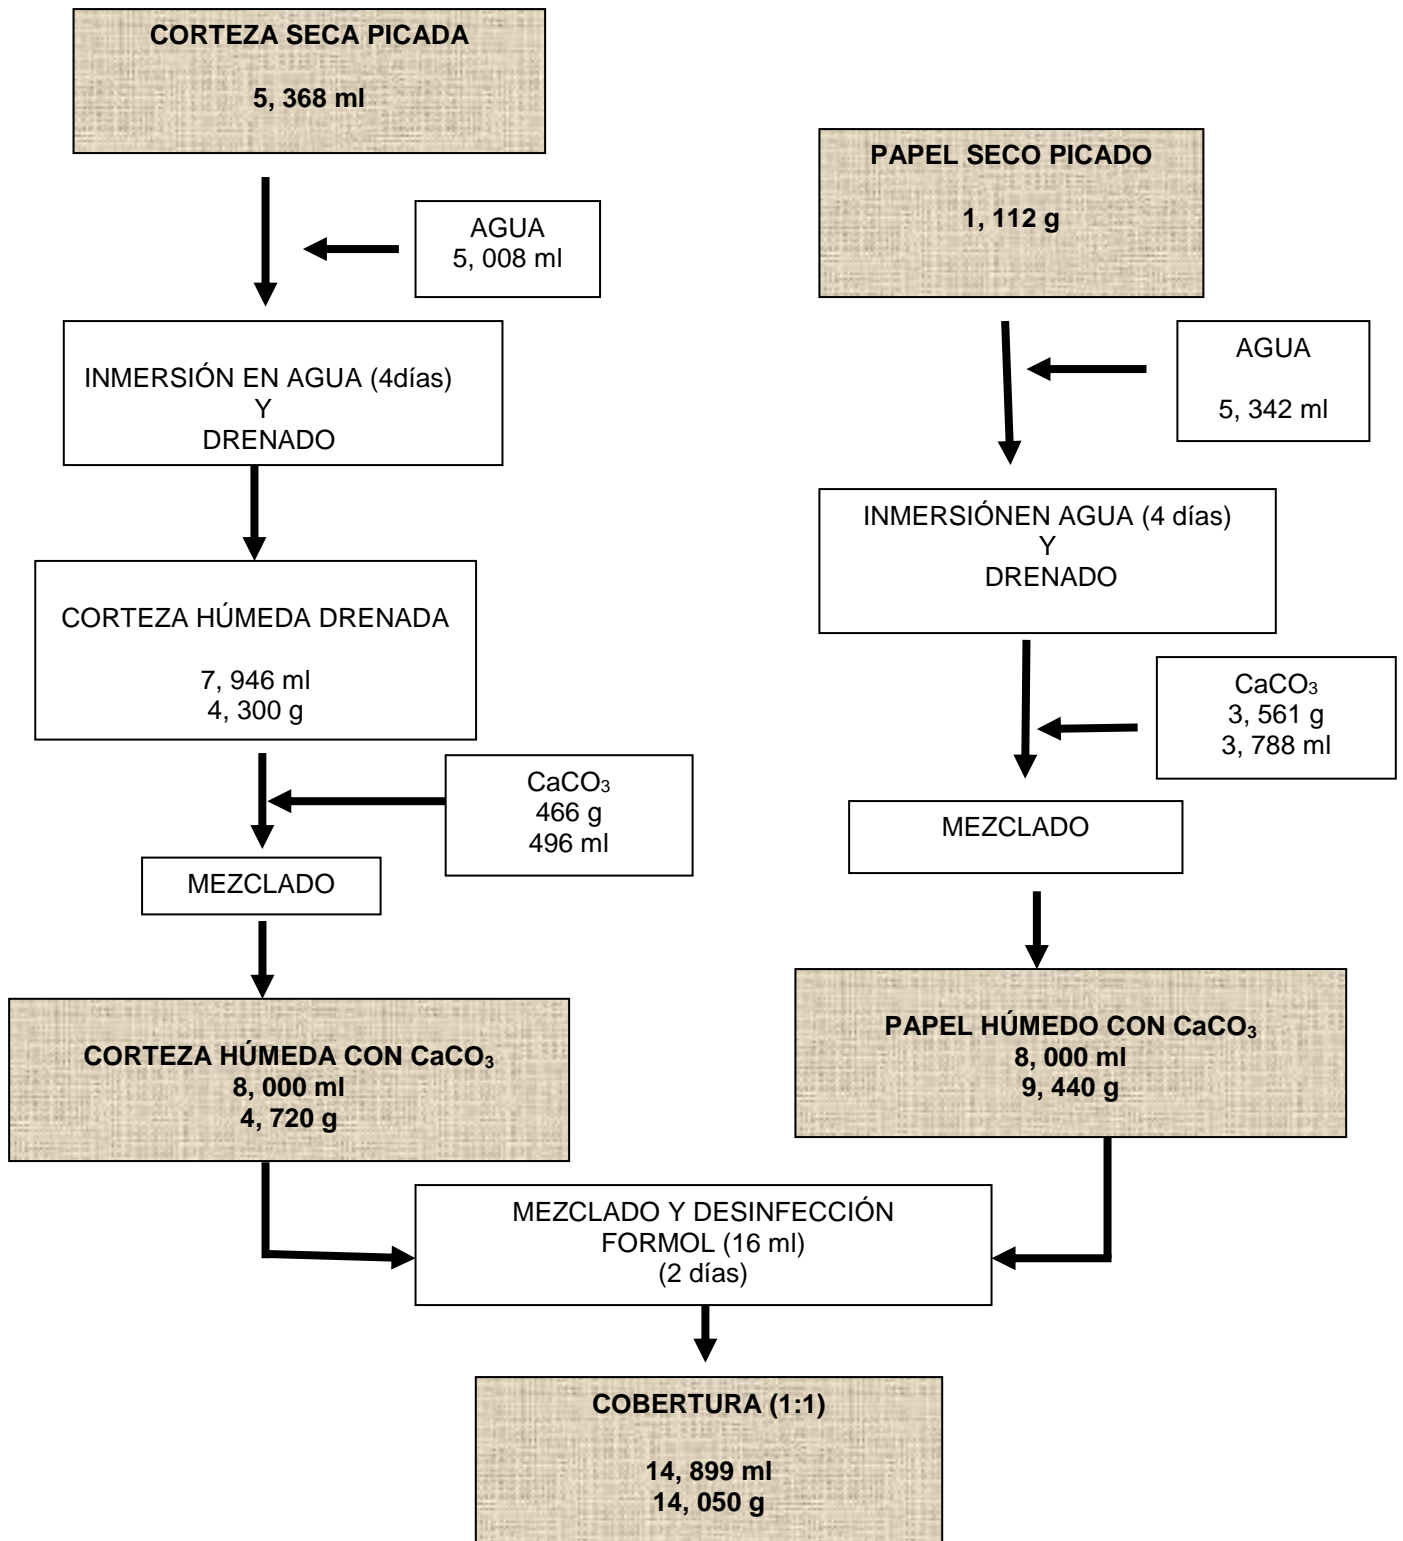 CORTEZA SECA PICADA
5, 368 ml
AGUA
5, 008 ml
INMERSIÓN EN AGUA (4días)
Y
DRENADO
CORTEZA HÚMEDA DRENADA
7, 946 ml
4, 300 g
CaCO₃
466 g
496 ml
MEZCLADO
CORTEZA HÚMEDA CON CaCO₃
8, 000 ml
4, 720 g
PAPEL SECO PICADO
1, 112 g
AGUA
5, 342 ml
INMERSIÓNEN AGUA (4 días)
Y
DRENADO
CaCO₃
3, 561 g
3, 788 ml
MEZCLADO
PAPEL HÚMEDO CON CaCO₃
8, 000 ml
9, 440 g
MEZCLADO Y DESINFECCIÓN
FORMOL (16 ml)
(2 días)
COBERTURA (1:1)
14, 899 ml
14, 050 g